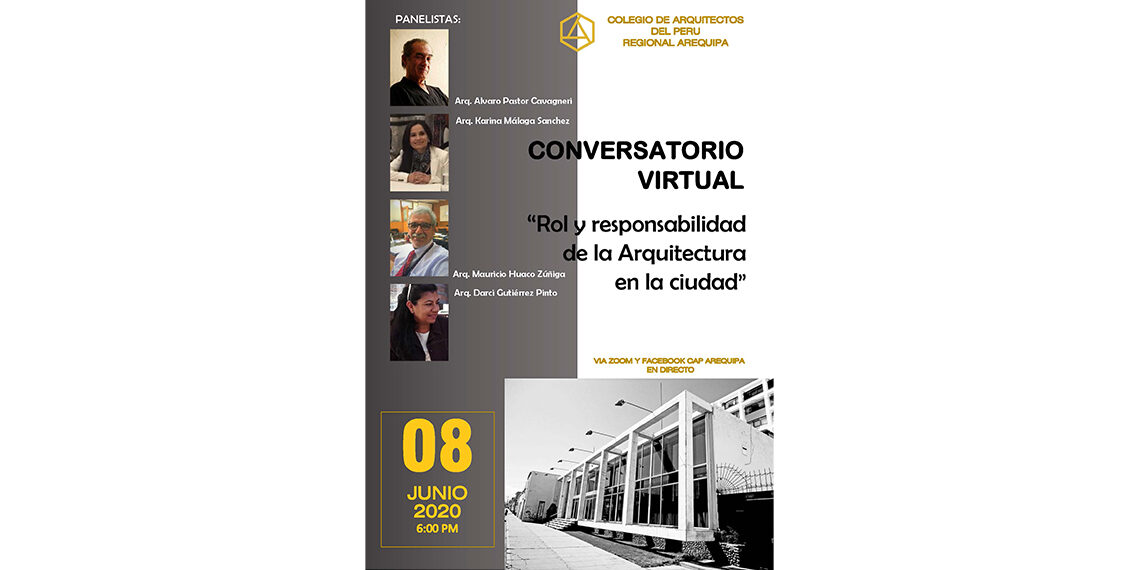 PANELISTAS:
Arq. Alvaro Pastor Cavagneri
Arq. Karina Málaga Sanchez
Arq. Mauricio Huaco Zúñiga
Arq. Darci Gutiérrez Pinto
COLEGIO DE ARQUITECTOS
DEL PERU
REGIONAL AREQUIPA
CONVERSATORIO
VIRTUAL
“Rol y responsabilidad
de la Arquitectura
en la ciudad”
VIA ZOOM Y FACEBOOK CAP AREQUIPA
EN DIRECTO
08
JUNIO
2020
6:00 PM